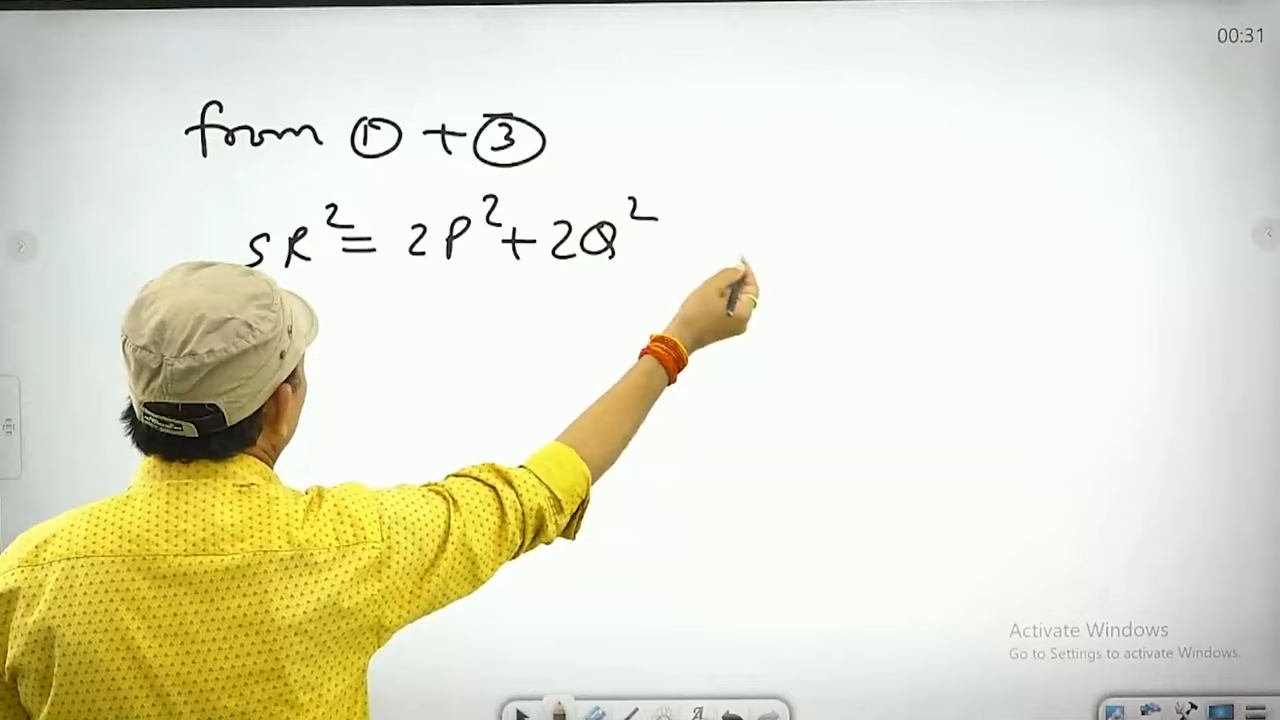 00:31
from ① + ③
5R² = 2P² + 2Q²
Activate Windows
Go to Settings to activate Windows.